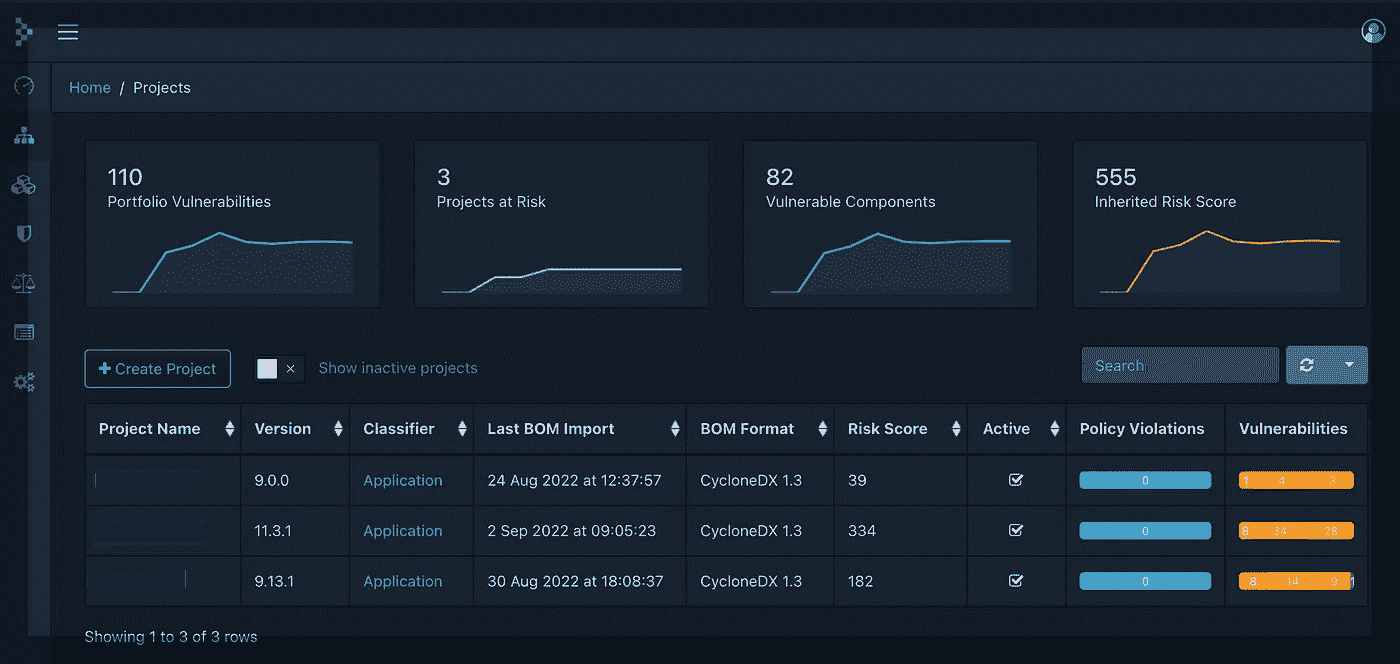 Home / Projects
110
Portfolio Vulnerabilities
3
Projects at Risk
82
Vulnerable Components
555
Inherited Risk Score
Create Project
Show inactive projects
Search
Project Name Version Classifier Last BOM Import BOM Format Risk Score Active Policy Violations Vulnerabilities
9.0.0 Application 24 Aug 2022 at 12:37:57 CycloneDX 1.3 39 0 1 4 3
11.3.1 Application 2 Sep 2022 at 09:05:23 CycloneDX 1.3 334 0 8 34 28
9.13.1 Application 30 Aug 2022 at 18:08:37 CycloneDX 1.3 182 0 8 14 9 1
Showing 1 to 3 of 3 rows